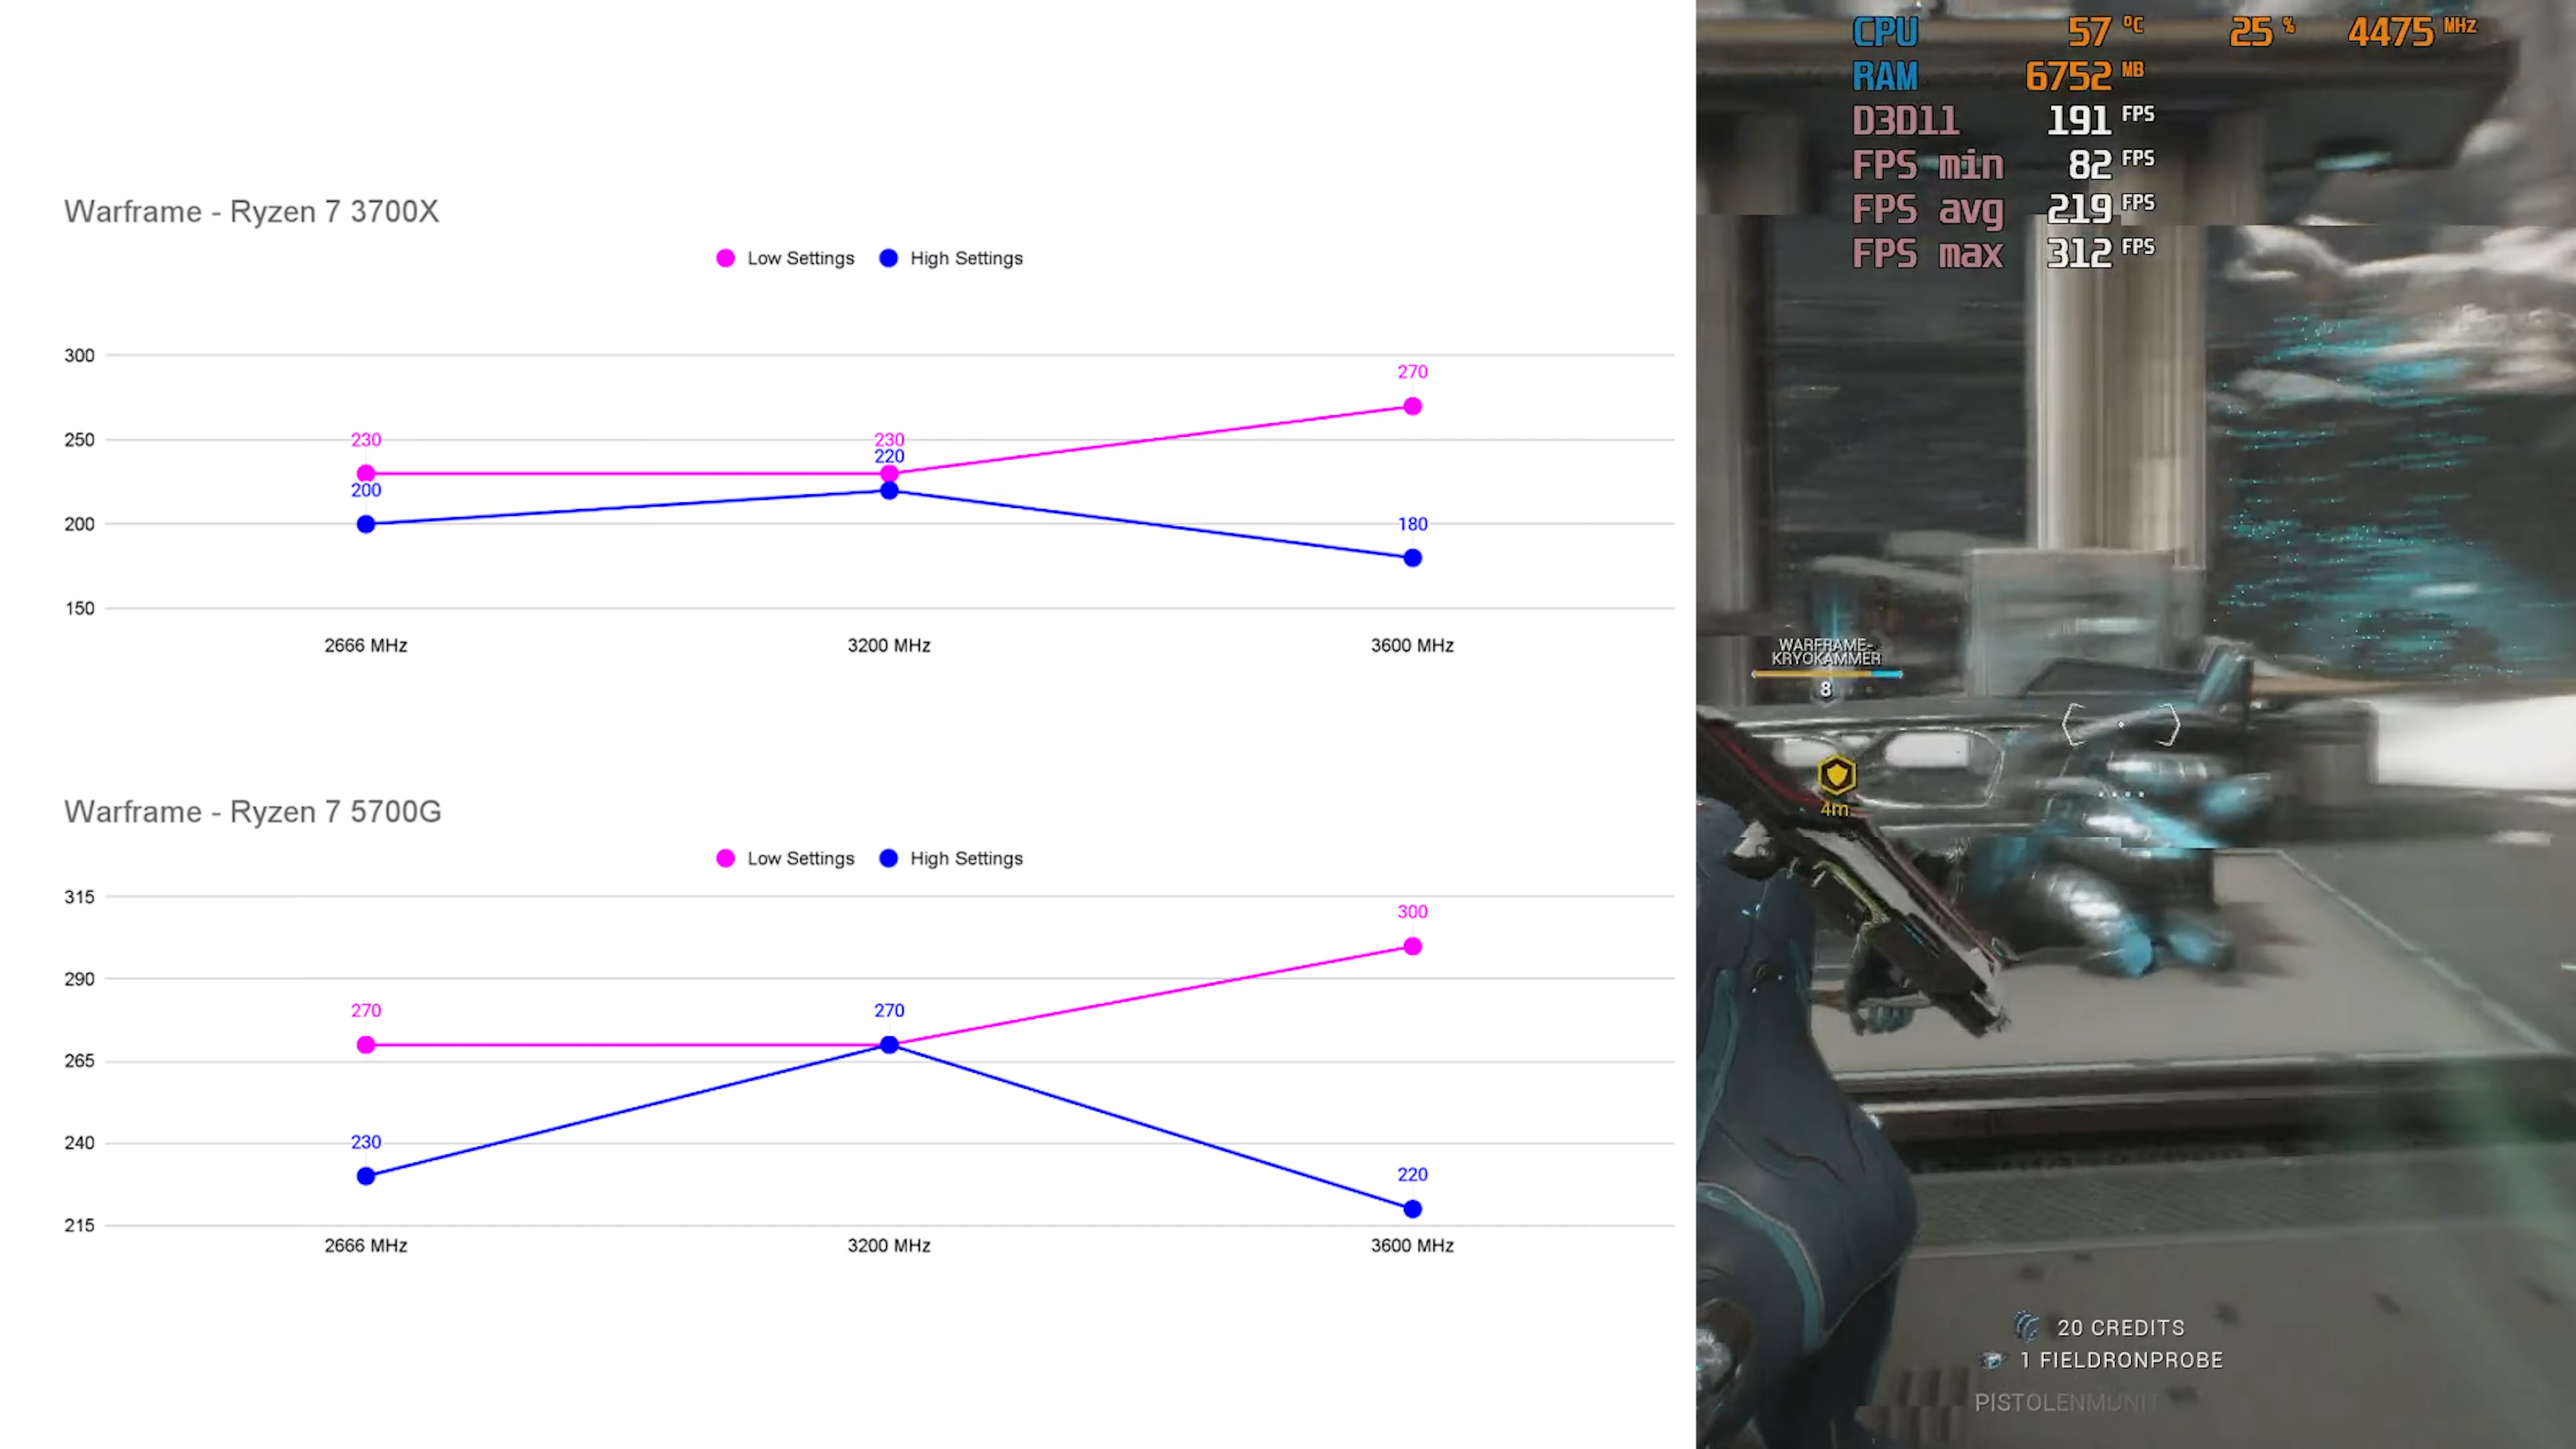 Warframe - Ryzen 7 3700X
Low Settings High Settings
300
270
250
230
230
220
200
200
180
150
2666 MHz 3200 MHz 3600 MHz
Warframe - Ryzen 7 5700G
Low Settings High Settings
315
300
290
270
270
265
240
230
220
215
2666 MHz 3200 MHz 3600 MHz
CPU 57 °C 25 % 4475 MHz
RAM 6752 MB
D3D11 191 FPS
FPS min 82 FPS
FPS avg 219 FPS
FPS max 312 FPS
WARFRAME-
KRYOKAMMER
8
4m
20 CREDITS
1 FIELDRONPROBE
PISTOLENMUNIT